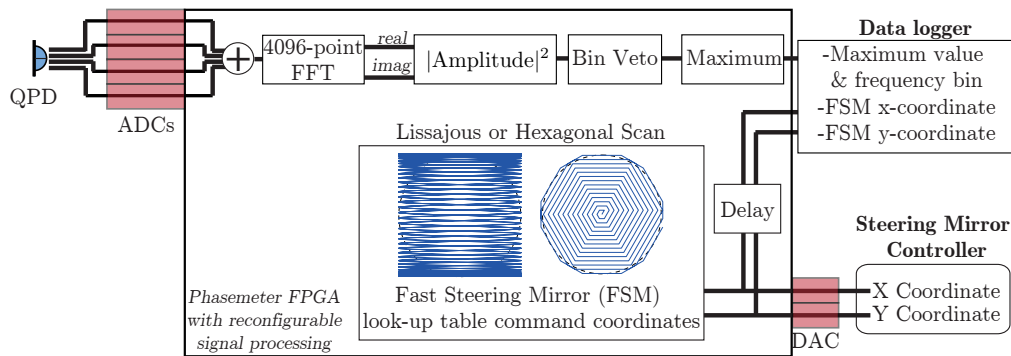 QPD
ADCs
4096-point
FFT
real
imag
|Amplitude|²
Bin Veto
Maximum
Data logger
-Maximum value
& frequency bin
-FSM x-coordinate
-FSM y-coordinate
Lissajous or Hexagonal Scan
Fast Steering Mirror (FSM)
look-up table command coordinates
Phasemeter FPGA
with reconfigurable
signal processing
Delay
DAC
Steering Mirror
Controller
X Coordinate
Y Coordinate